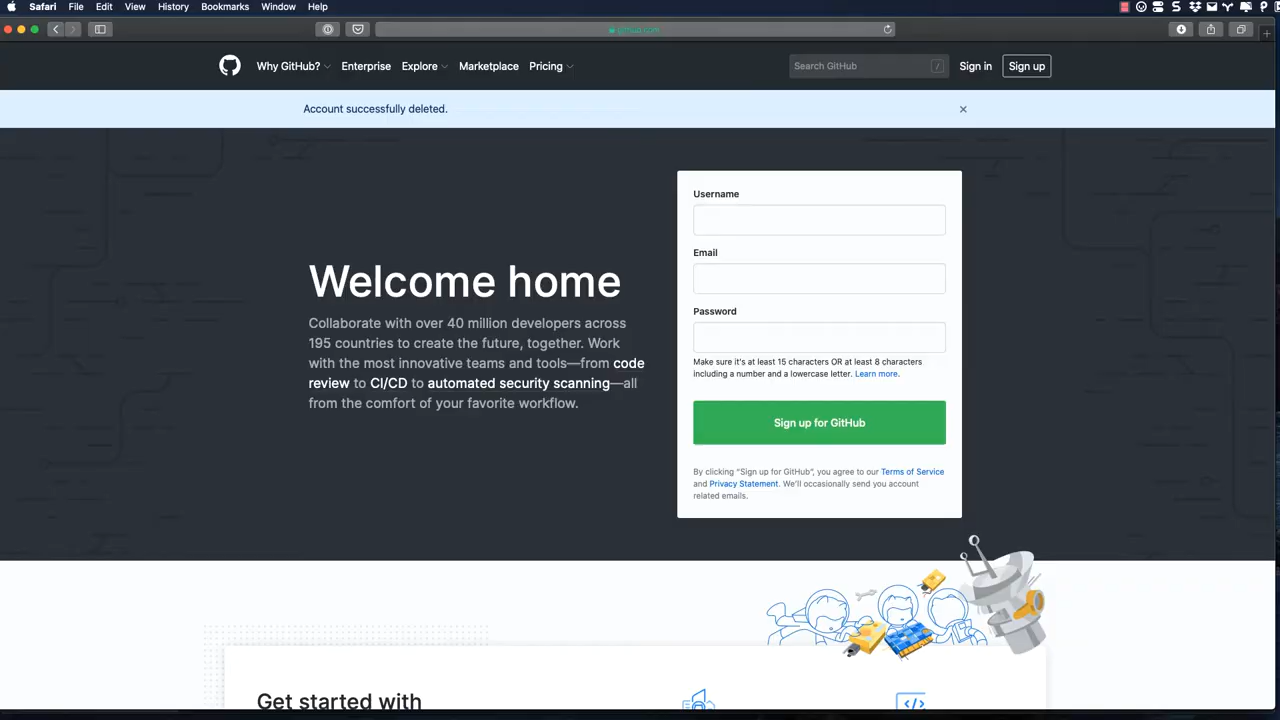 Safari File Edit View History Bookmarks Window Help
github.com
Why GitHub? Enterprise Explore Marketplace Pricing Search GitHub / Sign in Sign up
Account successfully deleted.
Welcome home
Collaborate with over 40 million developers across
195 countries to create the future, together. Work
with the most innovative teams and tools—from code
review to CI/CD to automated security scanning—all
from the comfort of your favorite workflow.
Username
Email
Password
Make sure it's at least 15 characters OR at least 8 characters
including a number and a lowercase letter. Learn more.
Sign up for GitHub
By clicking “Sign up for GitHub”, you agree to our Terms of Service
and Privacy Statement. We'll occasionally send you account
related emails.
Get started with